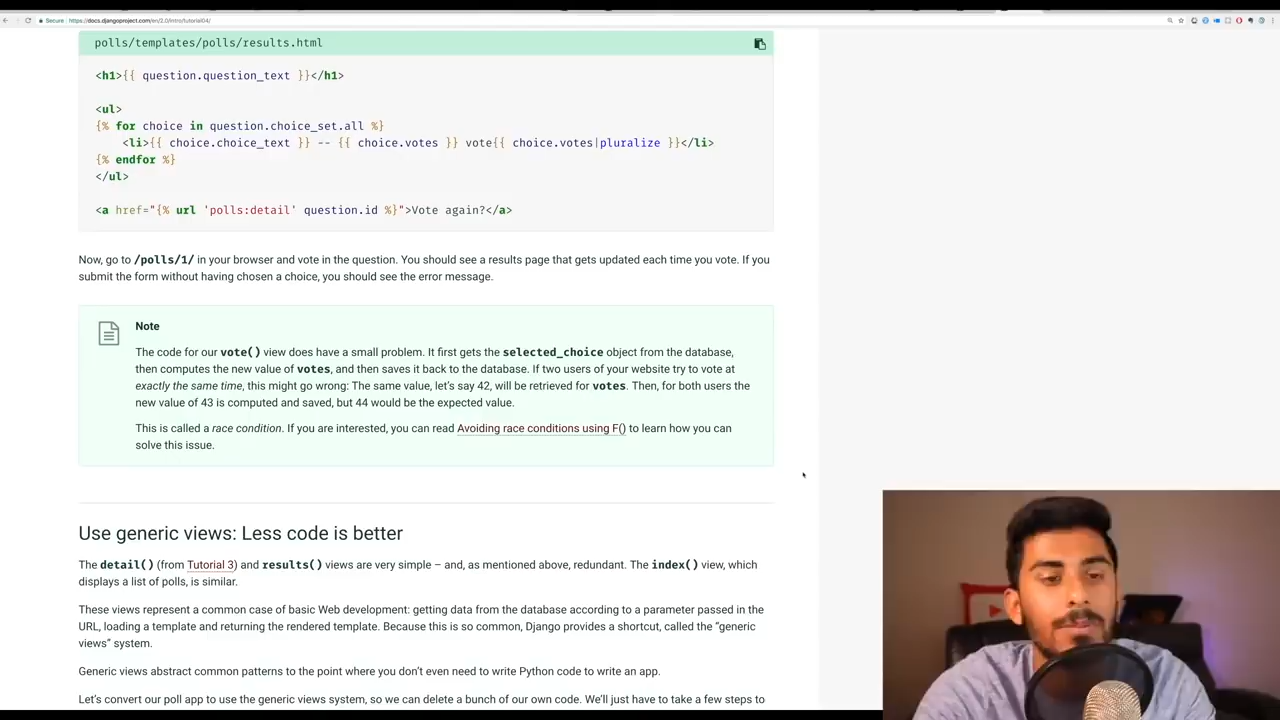 Secure https://docs.djangoproject.com/en/2.0/intro/tutorial04/
polls/templates/polls/results.html
<h1>{{ question.question_text }}</h1>
<ul>
{% for choice in question.choice_set.all %}
<li>{{ choice.choice_text }} -- {{ choice.votes }} vote{{ choice.votes|pluralize }}</li>
{% endfor %}
</ul>
<a href="{% url 'polls:detail' question.id %}">Vote again?</a>
Now, go to /polls/1/ in your browser and vote in the question. You should see a results page that gets updated each time you vote. If you
submit the form without having chosen a choice, you should see the error message.
Note
The code for our vote() view does have a small problem. It first gets the selected_choice object from the database,
then computes the new value of votes, and then saves it back to the database. If two users of your website try to vote at
exactly the same time, this might go wrong: The same value, let's say 42, will be retrieved for votes. Then, for both users the
new value of 43 is computed and saved, but 44 would be the expected value.
This is called a race condition. If you are interested, you can read Avoiding race conditions using F() to learn how you can
solve this issue.
Use generic views: Less code is better
The detail() (from Tutorial 3) and results() views are very simple – and, as mentioned above, redundant. The index() view, which
displays a list of polls, is similar.
These views represent a common case of basic Web development: getting data from the database according to a parameter passed in the
URL, loading a template and returning the rendered template. Because this is so common, Django provides a shortcut, called the "generic
views" system.
Generic views abstract common patterns to the point where you don't even need to write Python code to write an app.
Let's convert our poll app to use the generic views system, so we can delete a bunch of our own code. We'll just have to take a few steps to